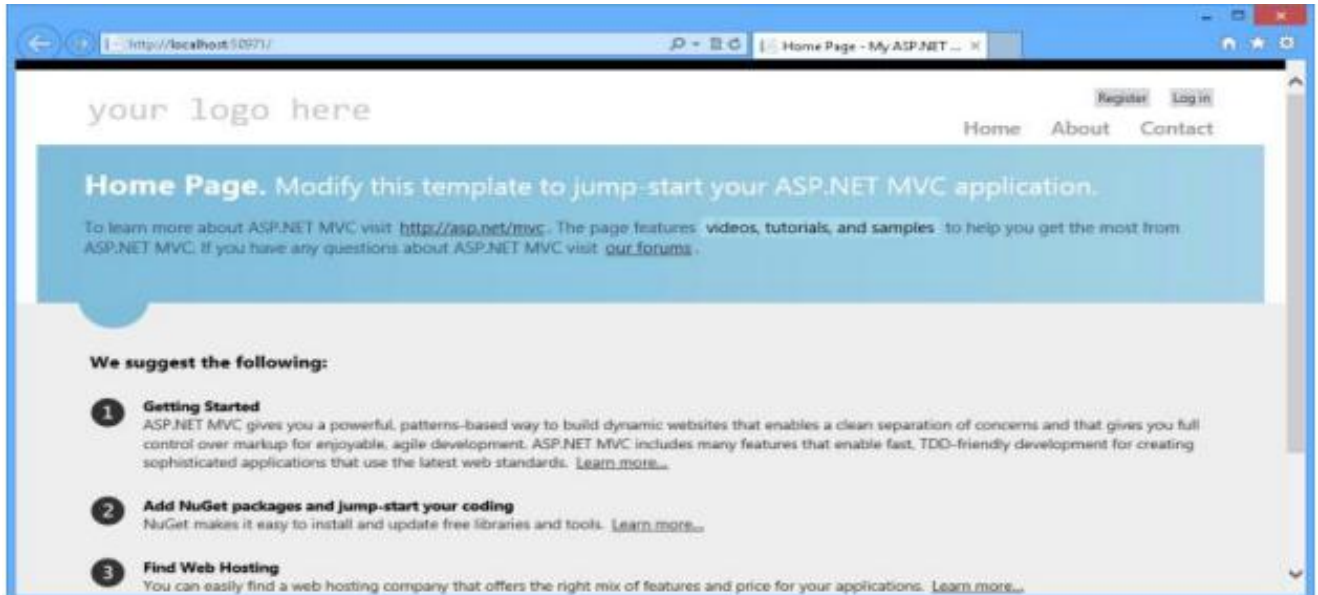 http://localhost:50971/
Home Page - My ASP.NET ...
your logo here
Register Log in
Home About Contact
Home Page. Modify this template to jump-start your ASP.NET MVC application.
To learn more about ASP.NET MVC visit http://asp.net/mvc. The page features videos, tutorials, and samples to help you get the most from
ASP.NET MVC. If you have any questions about ASP.NET MVC visit our forums.
We suggest the following:
1 Getting Started
ASP.NET MVC gives you a powerful, patterns-based way to build dynamic websites that enables a clean separation of concerns and that gives you full
control over markup for enjoyable, agile development. ASP.NET MVC includes many features that enable fast, TDD-friendly development for creating
sophisticated applications that use the latest web standards. Learn more...
2 Add NuGet packages and jump-start your coding
NuGet makes it easy to install and update free libraries and tools. Learn more...
3 Find Web Hosting
You can easily find a web hosting company that offers the right mix of features and price for your applications. Learn more...